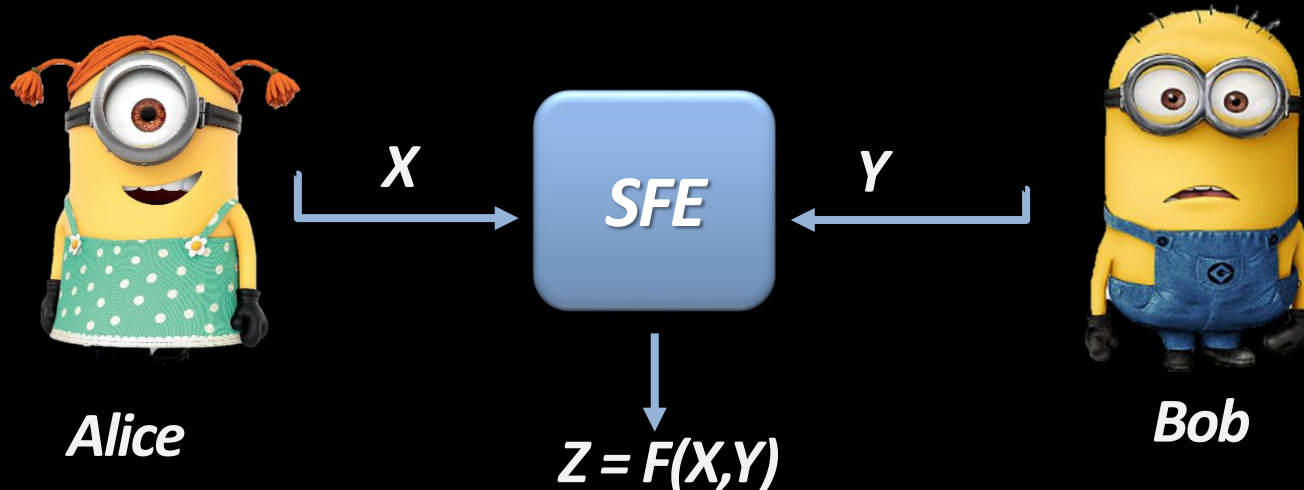 X
Y
SFE
Alice
Bob
Z = F(X,Y)